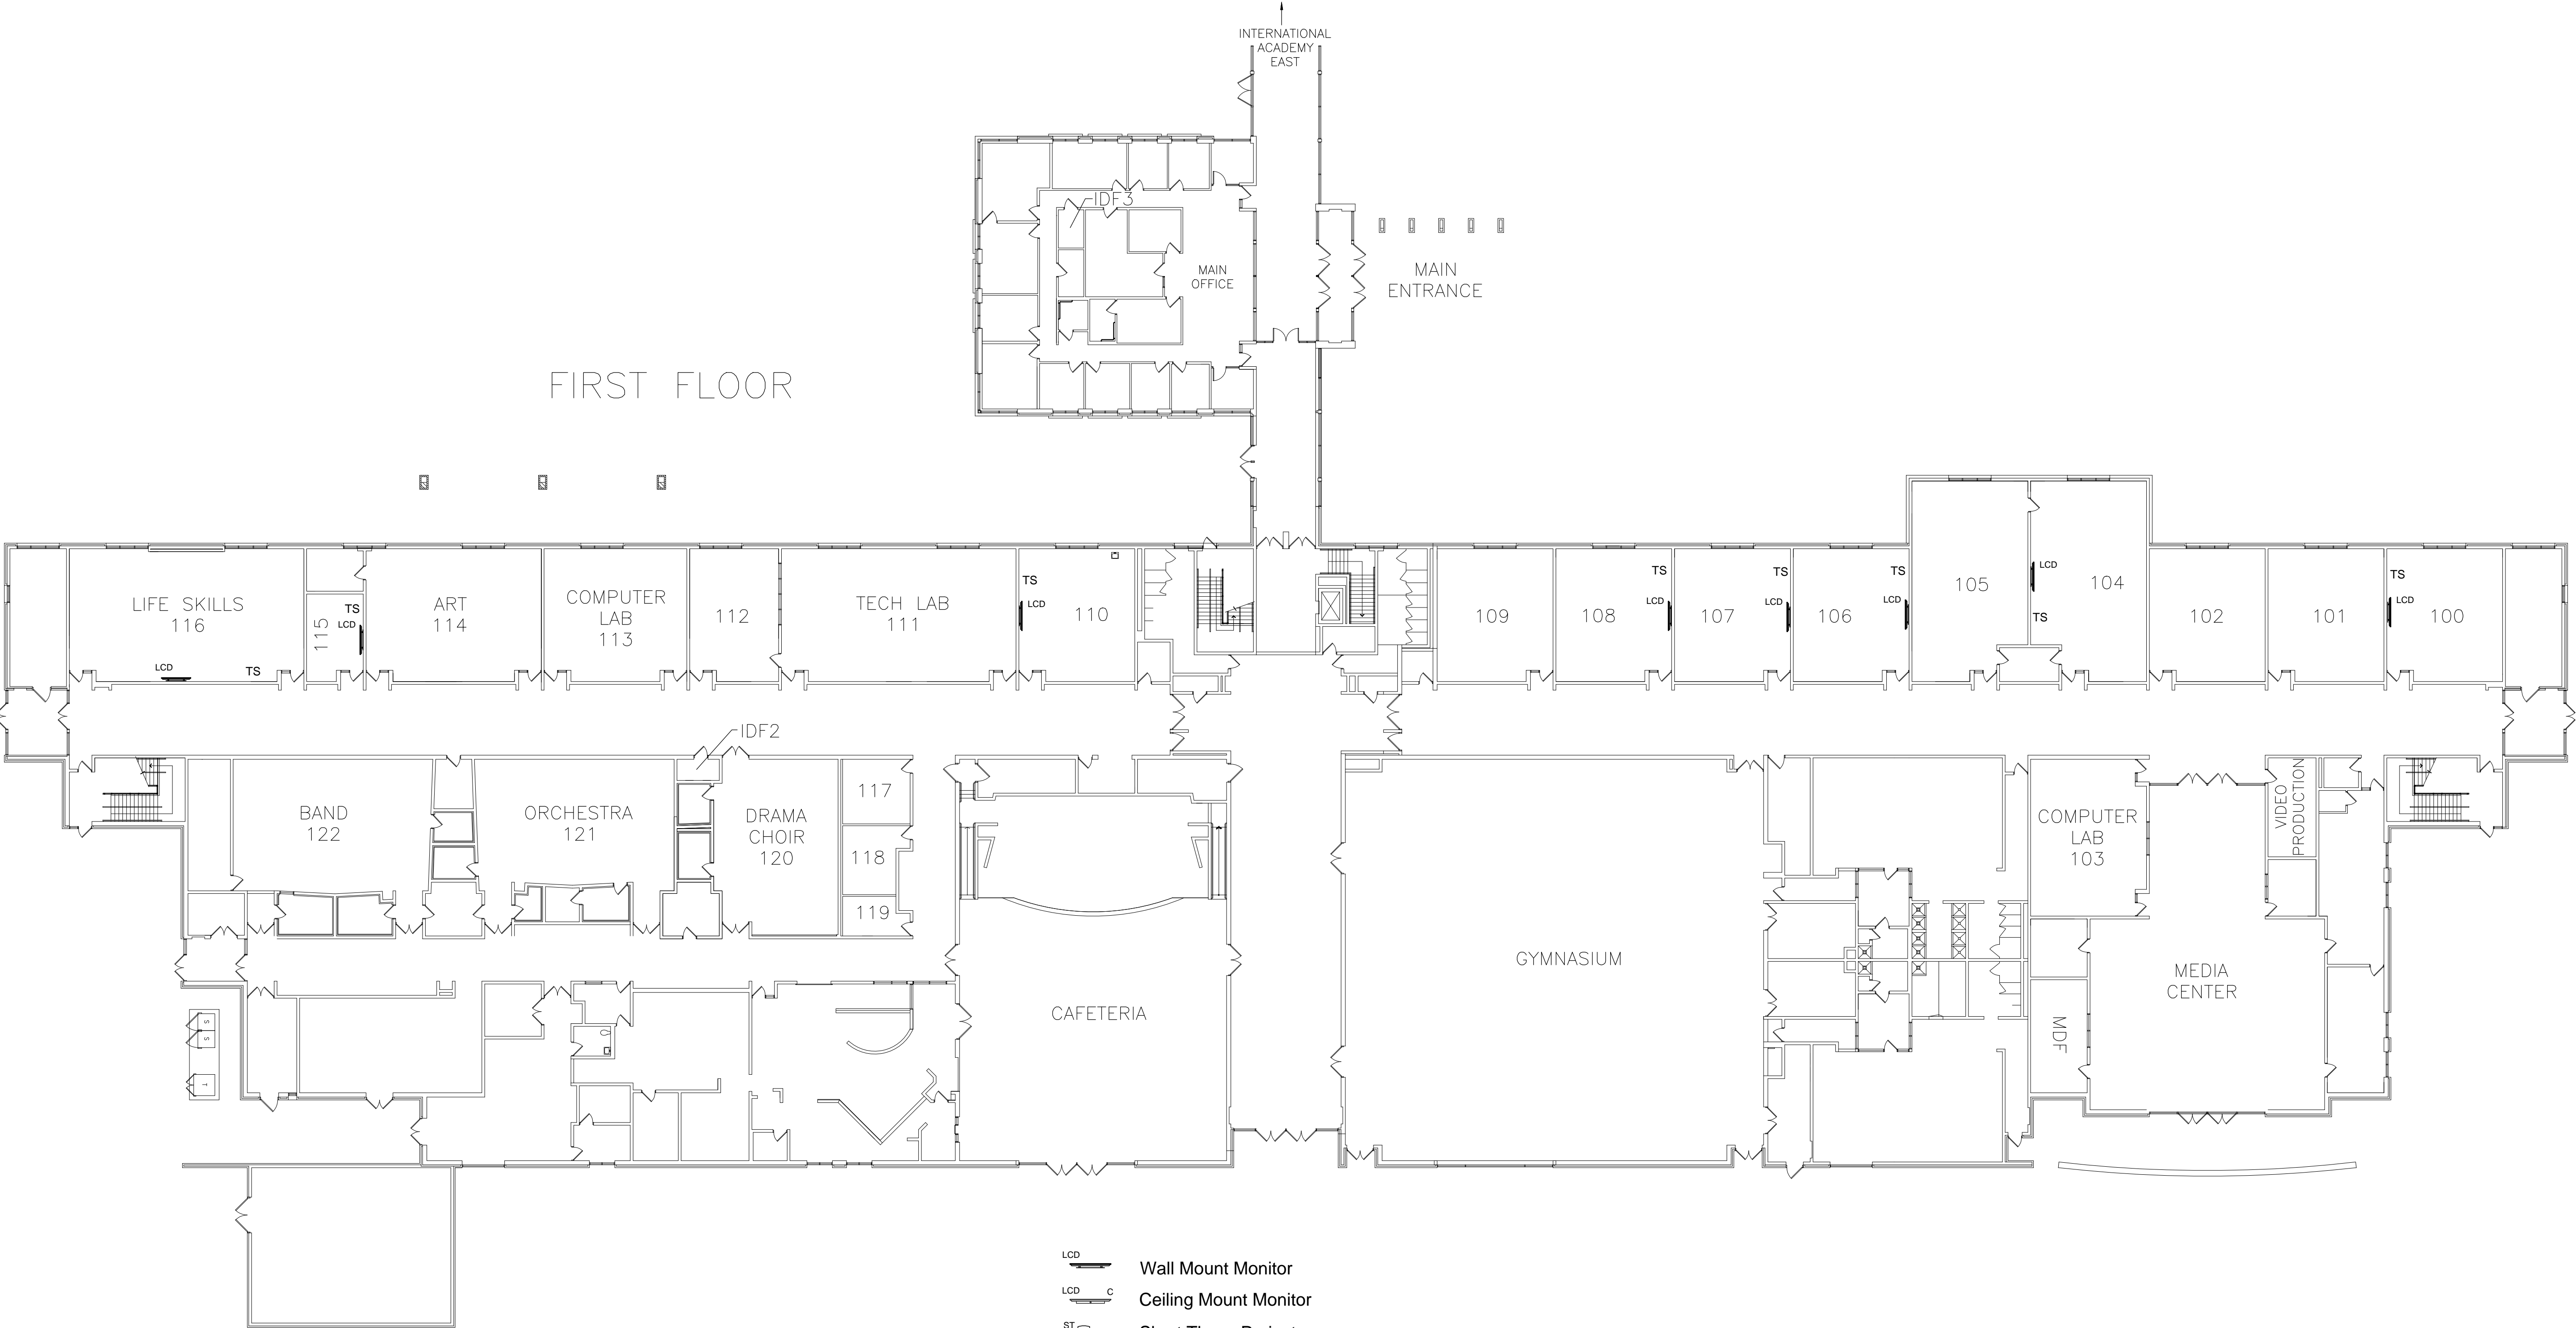 INTERNATIONAL
ACADEMY
EAST
IDF3
MAIN
OFFICE
MAIN
ENTRANCE
FIRST FLOOR
LIFE SKILLS
116
LCD
TS
115
TS
LCD
ART
114
COMPUTER
LAB
113
112
TECH LAB
111
TS
LCD
110
109
108
TS
LCD
107
TS
LCD
106
TS
LCD
105
LCD
TS
104
102
101
TS
LCD
100
IDF2
BAND
122
ORCHESTRA
121
DRAMA
CHOIR
120
117
118
119
COMPUTER
LAB
103
VIDEO
PRODUCTION
GYMNASIUM
CAFETERIA
MEDIA
CENTER
MDF
S
S
T
LCD
Wall Mount Monitor
LCD C
Ceiling Mount Monitor
ST